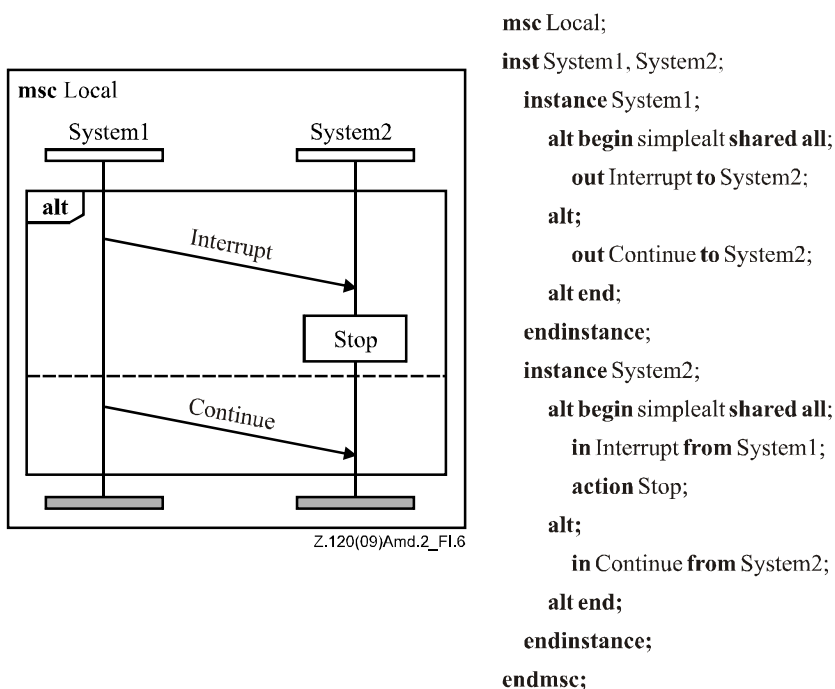 msc Local
System1 System2
alt
Interrupt
Stop
Continue
Z.120(09)Amd.2_FI.6
msc Local;
inst System1, System2;
instance System1;
alt begin simplealt shared all;
out Interrupt to System2;
alt;
out Continue to System2;
alt end;
endinstance;
instance System2;
alt begin simplealt shared all;
in Interrupt from System1;
action Stop;
alt;
in Continue from System2;
alt end;
endinstance;
endmsc;